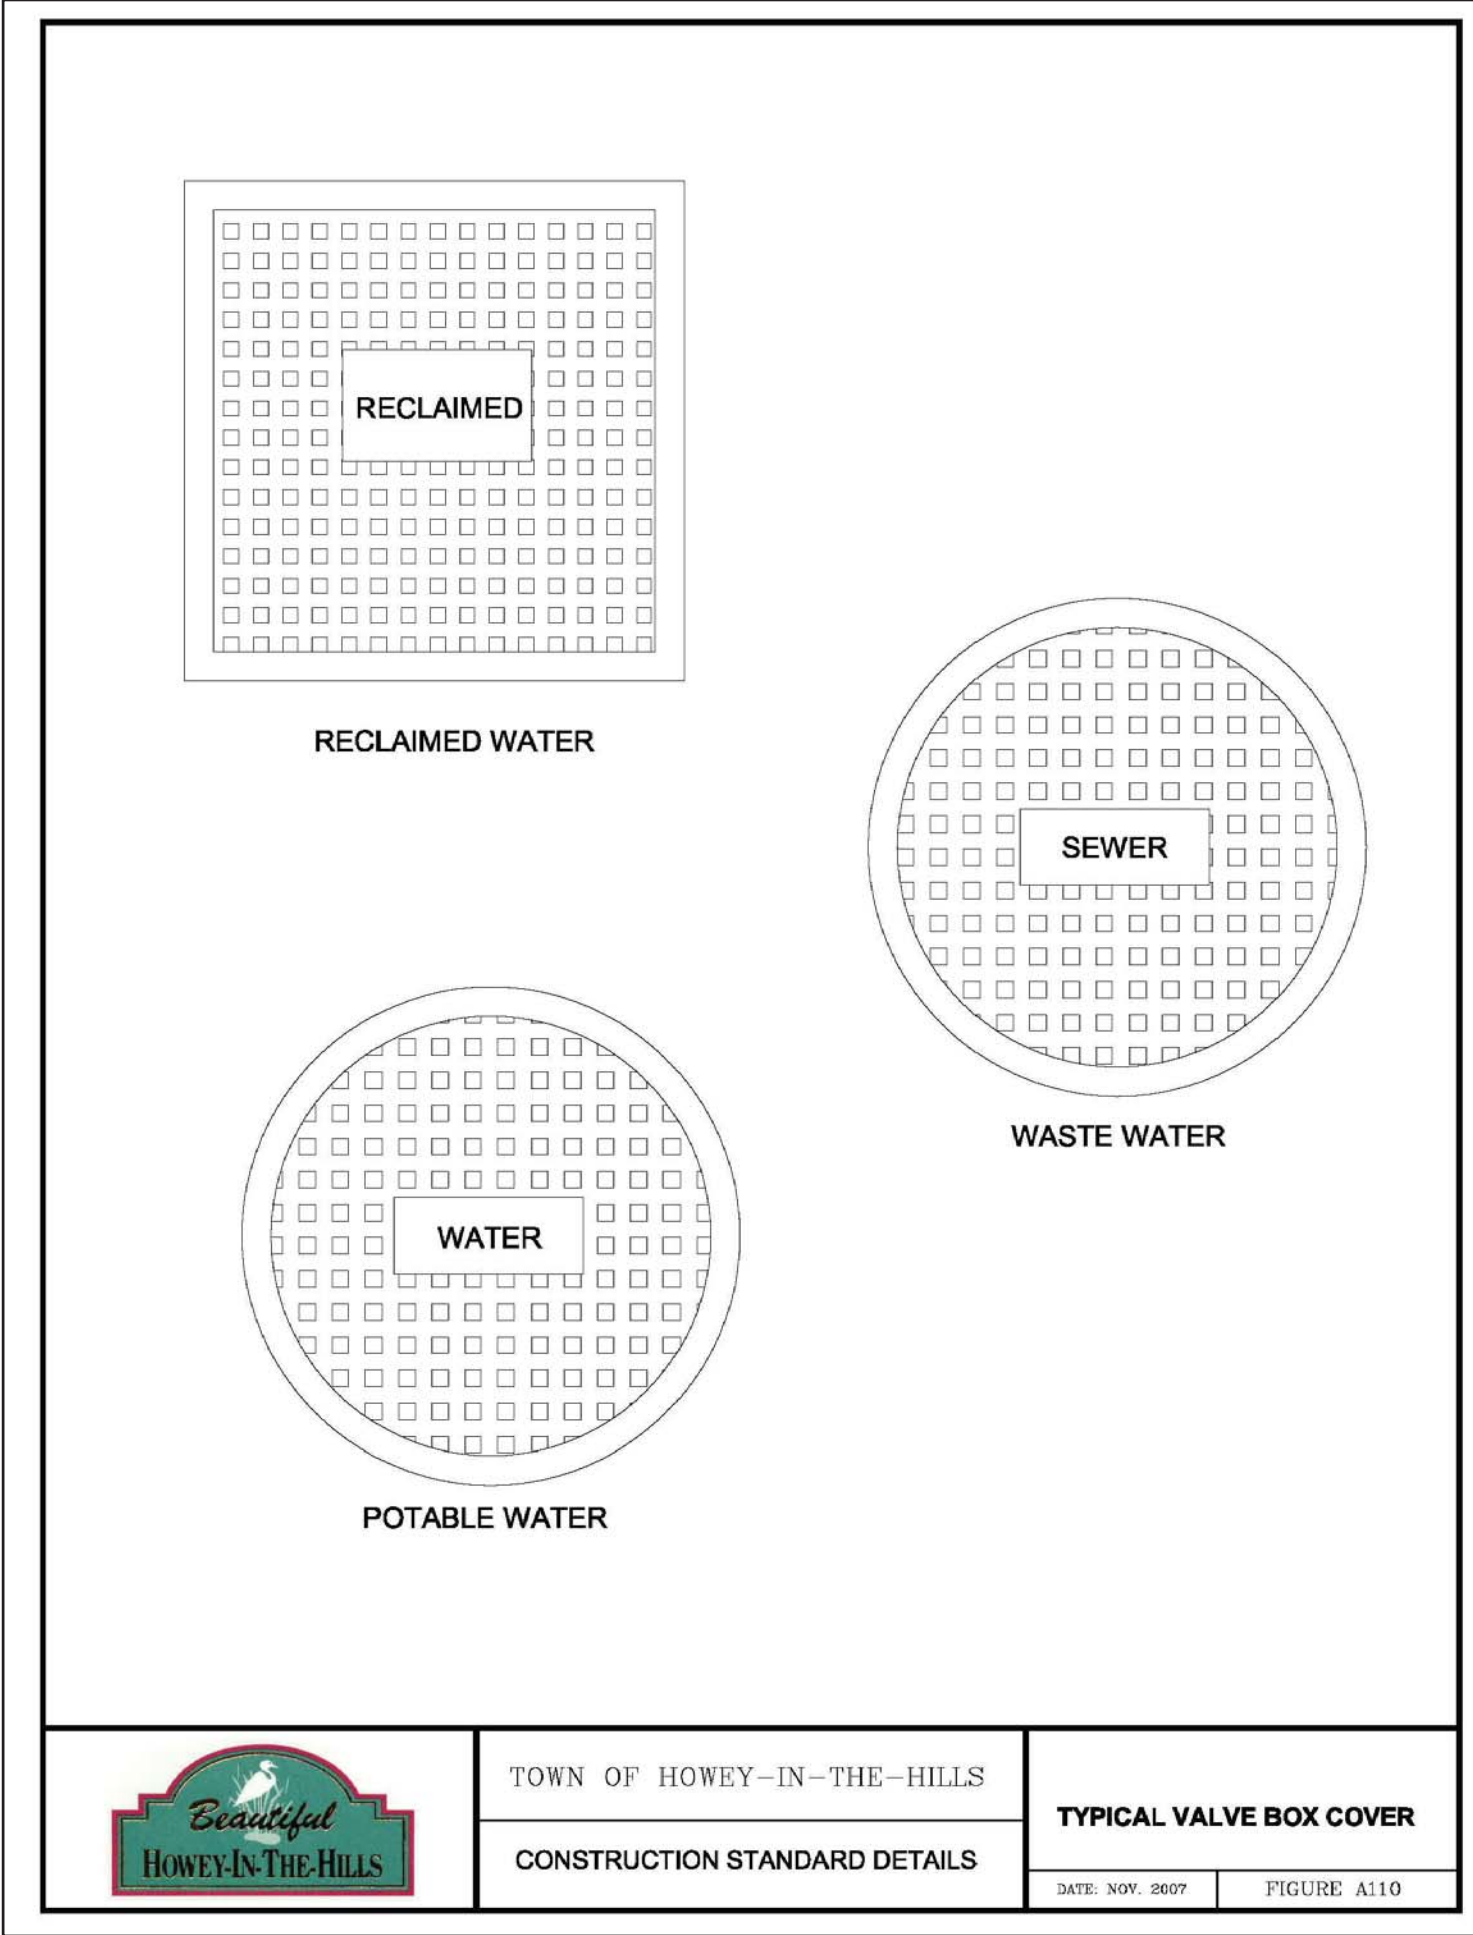 RECLAIMED
RECLAIMED WATER
SEWER
WASTE WATER
WATER
POTABLE WATER
Beautiful
HOWEY-IN-THE-HILLS
TOWN OF HOWEY-IN-THE-HILLS
CONSTRUCTION STANDARD DETAILS
TYPICAL VALVE BOX COVER
DATE: NOV. 2007
FIGURE A110